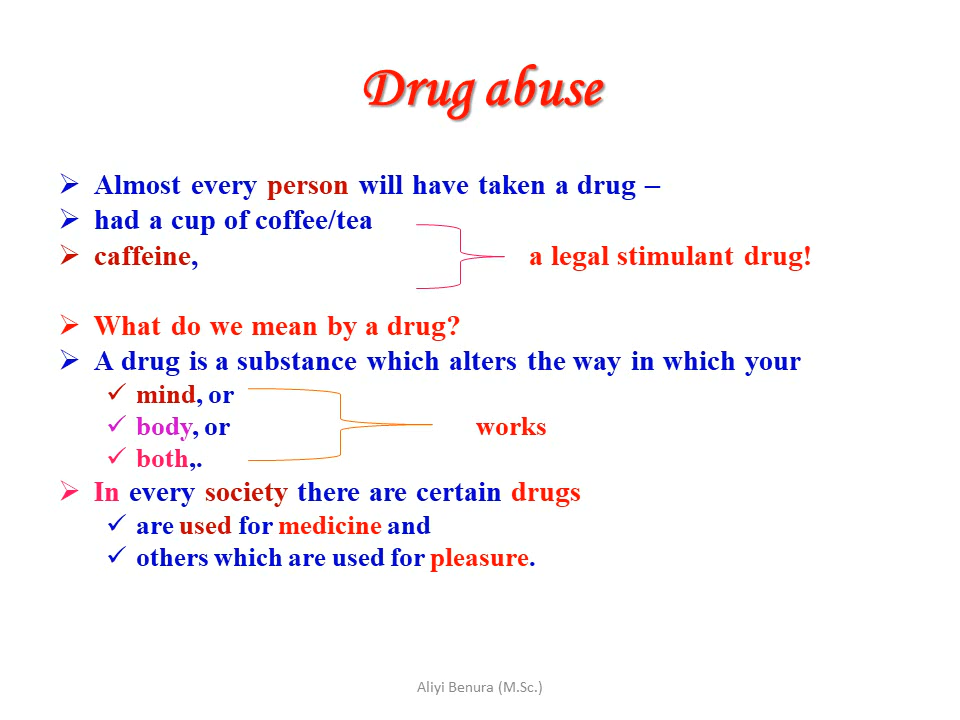 Drug abuse
➢ Almost every person will have taken a drug –
➢ had a cup of coffee/tea
➢ caffeine, a legal stimulant drug!
➢ What do we mean by a drug?
➢ A drug is a substance which alters the way in which your
✓ mind, or
✓ body, or works
✓ both,.
➢ In every society there are certain drugs
✓ are used for medicine and
✓ others which are used for pleasure.
Aliyi Benura (M.Sc.)